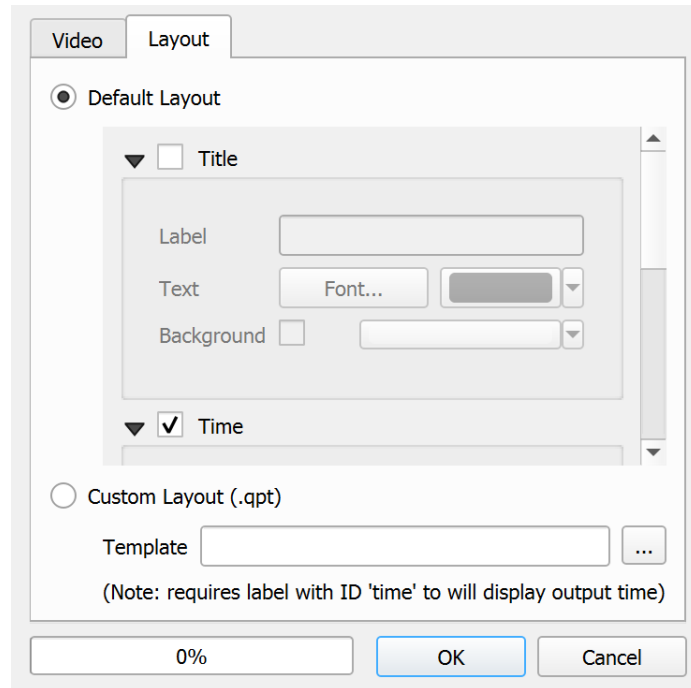 Video Layout
Default Layout
Title
Label
Text Font...
Background
Time
Custom Layout (.qpt)
Template ...
(Note: requires label with ID 'time' to will display output time)
0% OK Cancel